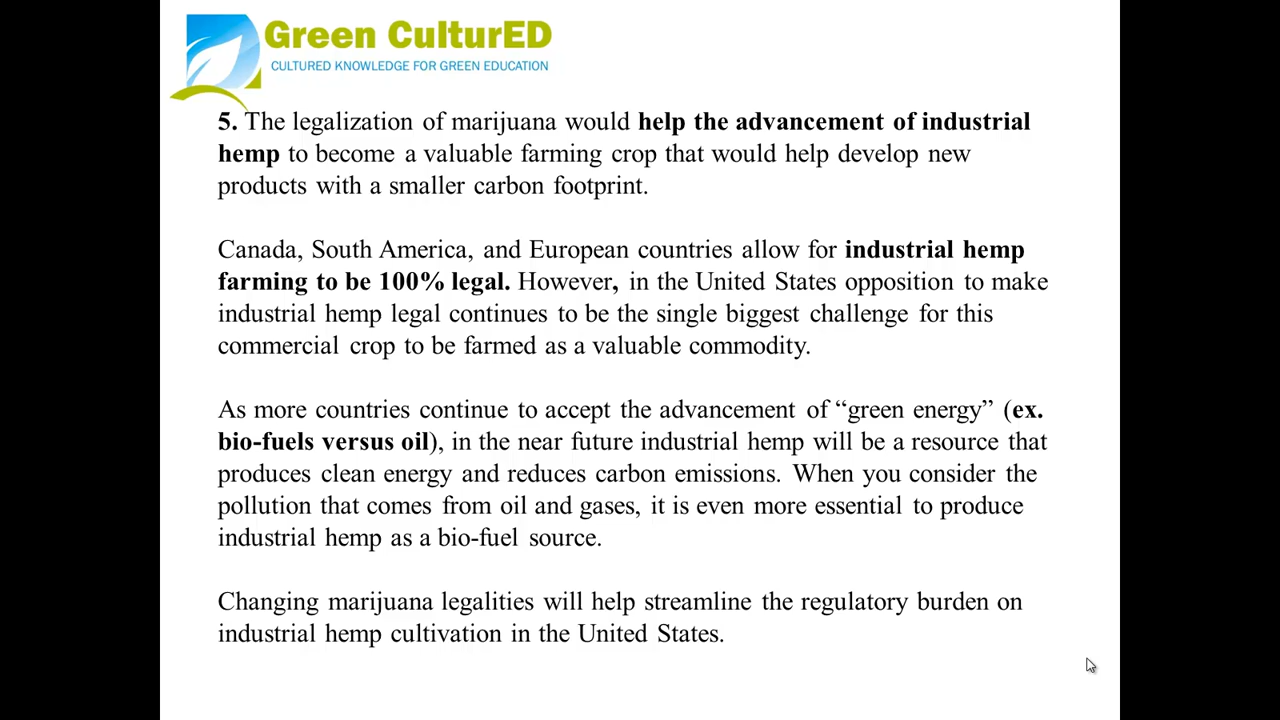 Green CulturED
CULTURED KNOWLEDGE FOR GREEN EDUCATION
5. The legalization of marijuana would help the advancement of industrial
hemp to become a valuable farming crop that would help develop new
products with a smaller carbon footprint.
Canada, South America, and European countries allow for industrial hemp
farming to be 100% legal. However, in the United States opposition to make
industrial hemp legal continues to be the single biggest challenge for this
commercial crop to be farmed as a valuable commodity.
As more countries continue to accept the advancement of “green energy” (ex.
bio-fuels versus oil), in the near future industrial hemp will be a resource that
produces clean energy and reduces carbon emissions. When you consider the
pollution that comes from oil and gases, it is even more essential to produce
industrial hemp as a bio-fuel source.
Changing marijuana legalities will help streamline the regulatory burden on
industrial hemp cultivation in the United States.